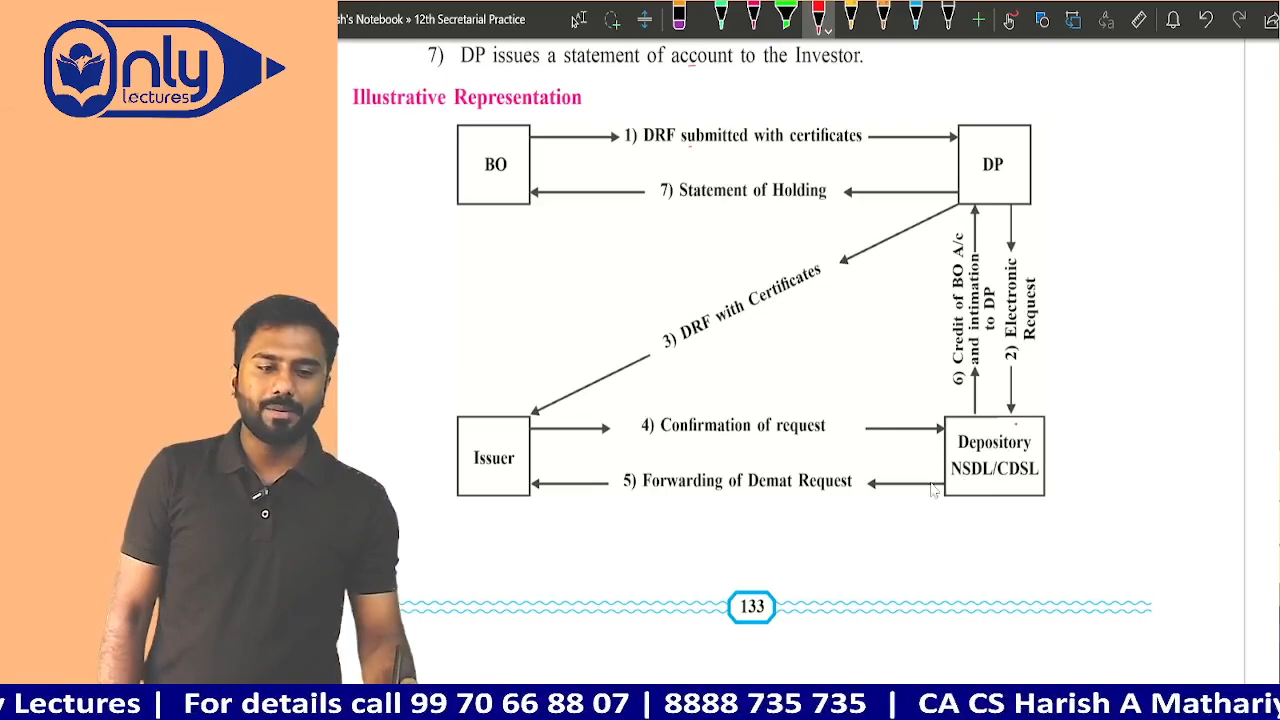 sh's Notebook » 12th Secretarial Practice
Only
lectures
7) DP issues a statement of account to the Investor.
Illustrative Representation
BO
1) DRF submitted with certificates
DP
7) Statement of Holding
3) DRF with Certificates
6) Credit of BO A/c
and intimation
to DP
2) Electronic
Request
Issuer
4) Confirmation of request
5) Forwarding of Demat Request
Depository
NSDL/CDSL
133
y Lectures | For details call 99 70 66 88 07 | 8888 735 735 | CA CS Harish A Mathariy